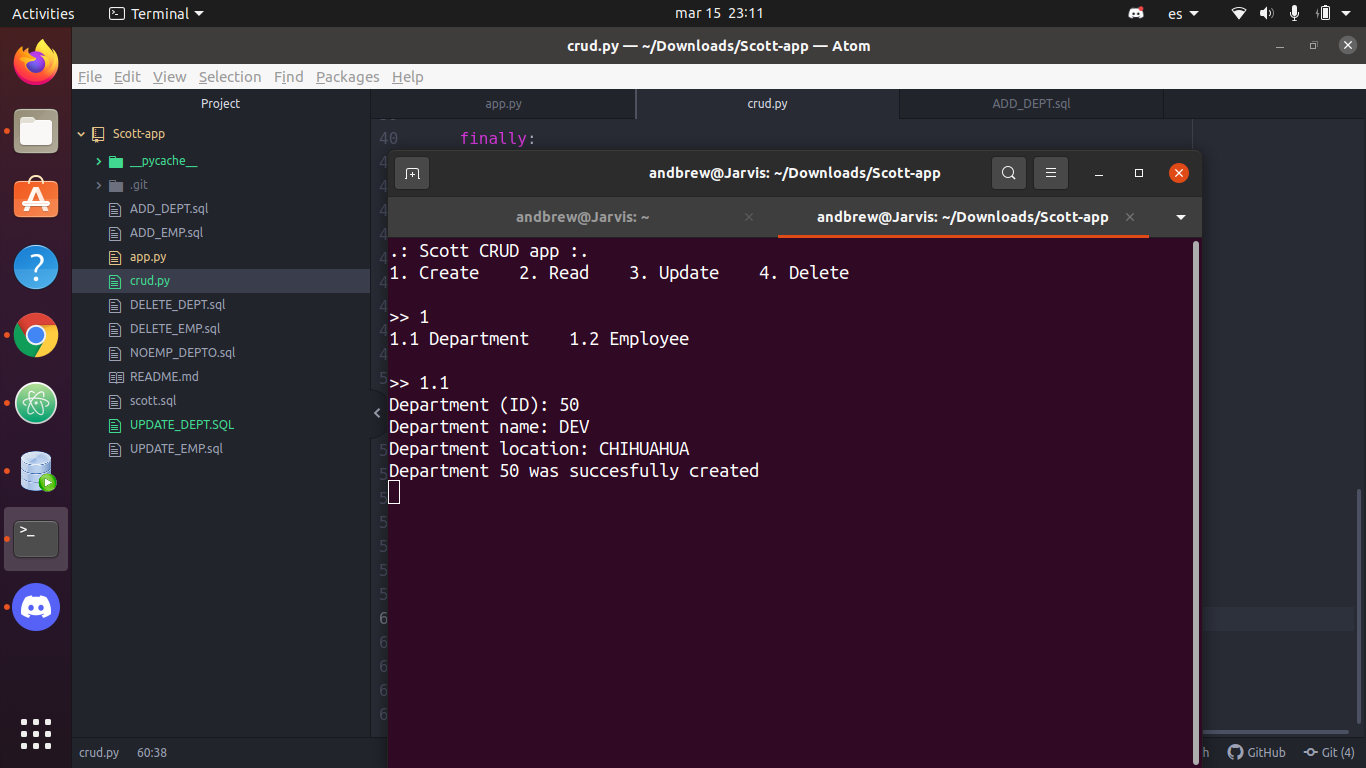 Activities Terminal mar 15 23:11 es
crud.py — ~/Downloads/Scott-app — Atom
File Edit View Selection Find Packages Help
Project
app.py crud.py ADD_DEPT.sql
Scott-app
__pycache__
.git
ADD_DEPT.sql
ADD_EMP.sql
app.py
crud.py
DELETE_DEPT.sql
DELETE_EMP.sql
NOEMP_DEPTO.sql
README.md
scott.sql
UPDATE_DEPT.SQL
UPDATE_EMP.sql
40 finally:
andbrew@Jarvis: ~/Downloads/Scott-app
andbrew@Jarvis: ~ andbrew@Jarvis: ~/Downloads/Scott-app
.: Scott CRUD app :.
1. Create 2. Read 3. Update 4. Delete
>> 1
1.1 Department 1.2 Employee
>> 1.1
Department (ID): 50
Department name: DEV
Department location: CHIHUAHUA
Department 50 was succesfully created
crud.py 60:38 h GitHub Git (4)